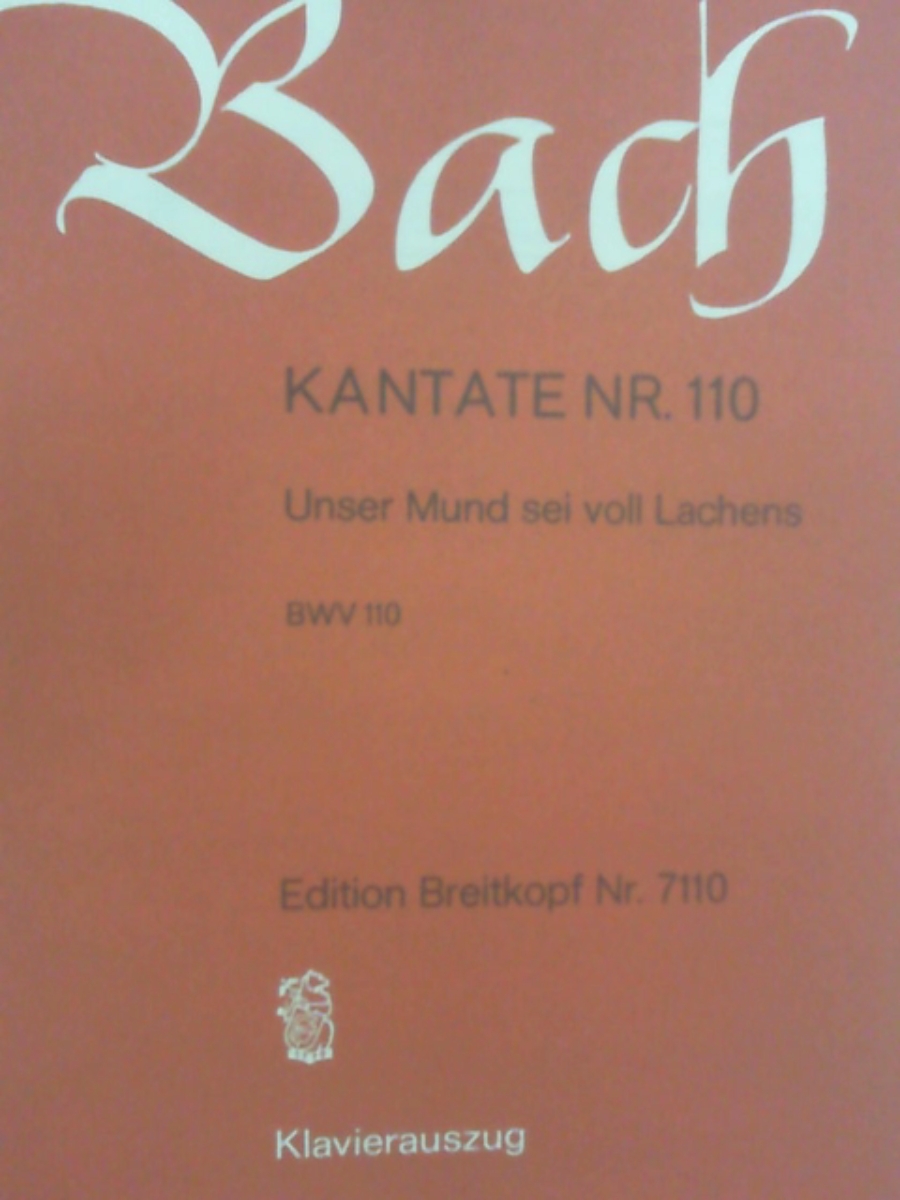 Bach
KANTATE NR. 110
Unser Mund sei voll Lachens
BWV 110
Edition Breitkopf Nr. 7110
Klavierauszug